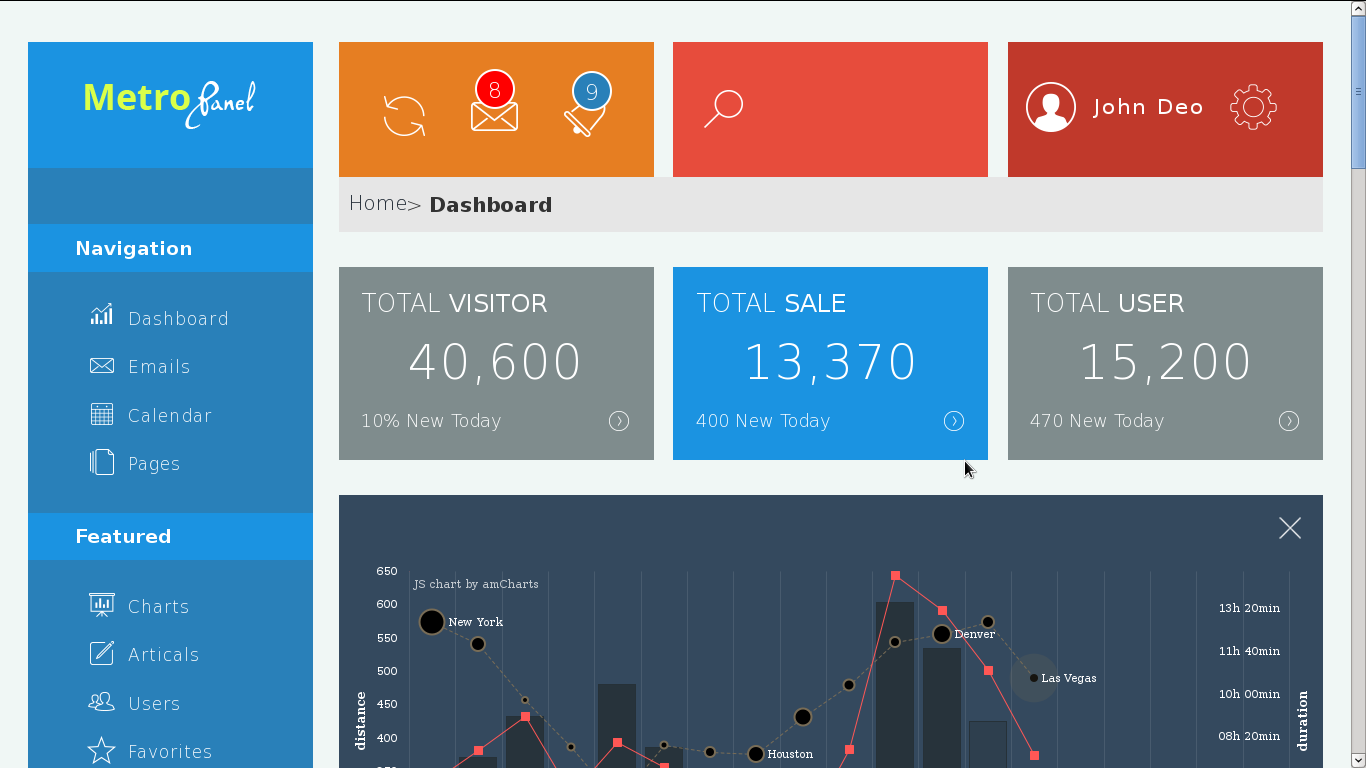 Metro Panel
8
9
John Deo
Home> Dashboard
Navigation
Dashboard
Emails
Calendar
Pages
Featured
Charts
Articals
Users
Favorites
TOTAL VISITOR
40,600
10% New Today
TOTAL SALE
13,370
400 New Today
TOTAL USER
15,200
470 New Today
JS chart by amCharts
650
600
550
500
450
400
distance
New York
Houston
Denver
Las Vegas
13h 20min
11h 40min
10h 00min
08h 20min
duration